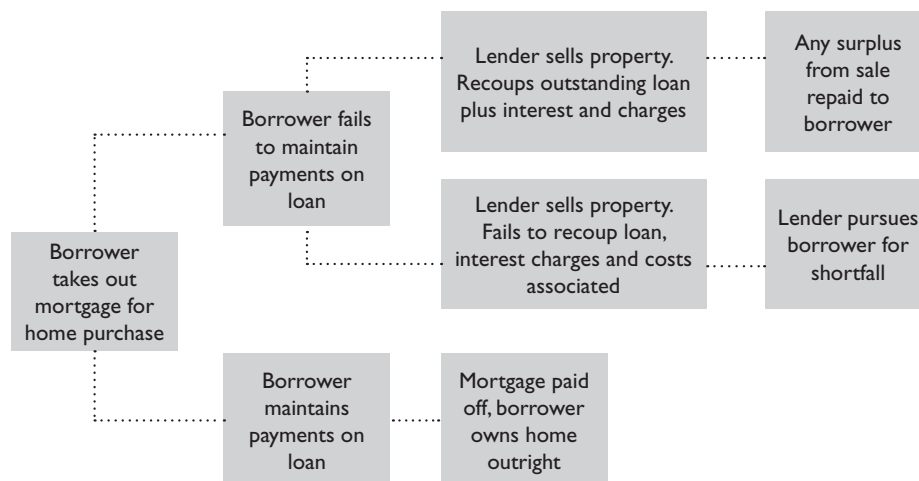 Borrower
takes out
mortgage for
home purchase
Borrower fails
to maintain
payments on
loan
Lender sells property.
Recoups outstanding loan
plus interest and charges
Any surplus
from sale
repaid to
borrower
Lender sells property.
Fails to recoup loan,
interest charges and costs
associated
Lender pursues
borrower for
shortfall
Borrower
maintains
payments on
loan
Mortgage paid
off, borrower
owns home
outright